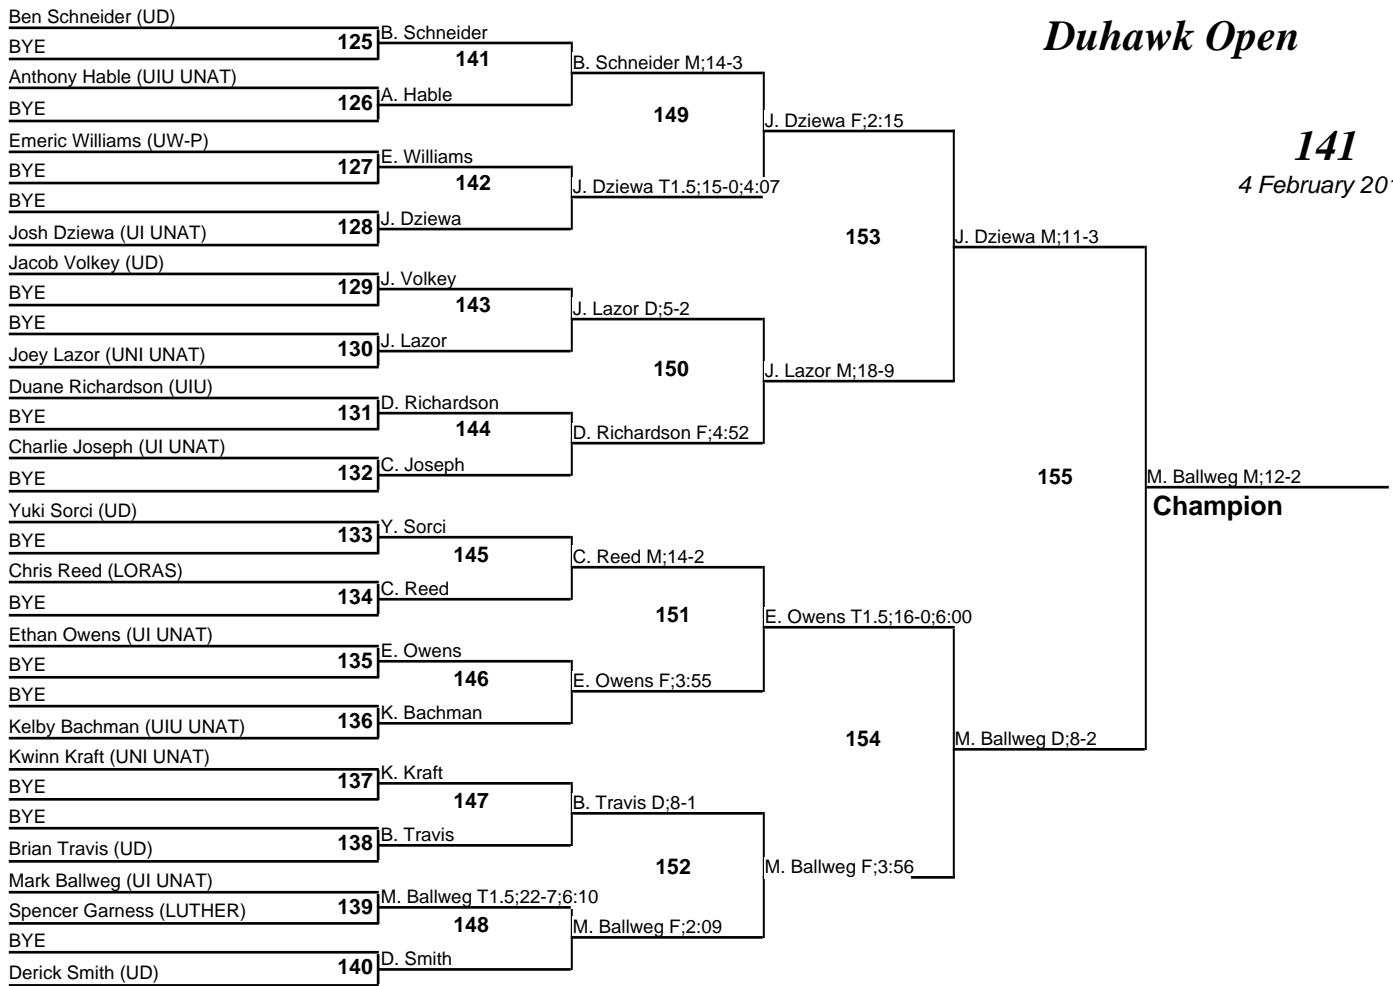 Duhawk Open
141
4 February 201
Ben Schneider (UD)
BYE
125
Anthony Hable (UIU UNAT)
BYE
126
Emeric Williams (UW-P)
BYE
127
BYE
Josh Dziewa (UI UNAT)
128
Jacob Volkey (UD)
BYE
129
BYE
Joey Lazor (UNI UNAT)
130
Duane Richardson (UIU)
BYE
131
Charlie Joseph (UI UNAT)
BYE
132
Yuki Sorci (UD)
BYE
133
Chris Reed (LORAS)
BYE
134
Ethan Owens (UI UNAT)
BYE
135
BYE
Kelby Bachman (UIU UNAT)
136
Kwinn Kraft (UNI UNAT)
BYE
137
BYE
Brian Travis (UD)
138
Mark Ballweg (UI UNAT)
Spencer Garness (LUTHER)
139
BYE
Derick Smith (UD)
140
B. Schneider
141
A. Hable
E. Williams
142
J. Dziewa
J. Volkey
143
J. Lazor
D. Richardson
144
C. Joseph
Y. Sorci
145
C. Reed
E. Owens
146
K. Bachman
K. Kraft
147
B. Travis
M. Ballweg T1.5;22-7;6:10
148
D. Smith
B. Schneider M;14-3
149
J. Dziewa T1.5;15-0;4:07
J. Lazor D;5-2
150
D. Richardson F;4:52
C. Reed M;14-2
151
E. Owens F;3:55
B. Travis D;8-1
152
M. Ballweg F;2:09
J. Dziewa F;2:15
153
J. Lazor M;18-9
E. Owens T1.5;16-0;6:00
154
M. Ballweg F;3:56
J. Dziewa M;11-3
155
M. Ballweg D;8-2
M. Ballweg M;12-2
Champion